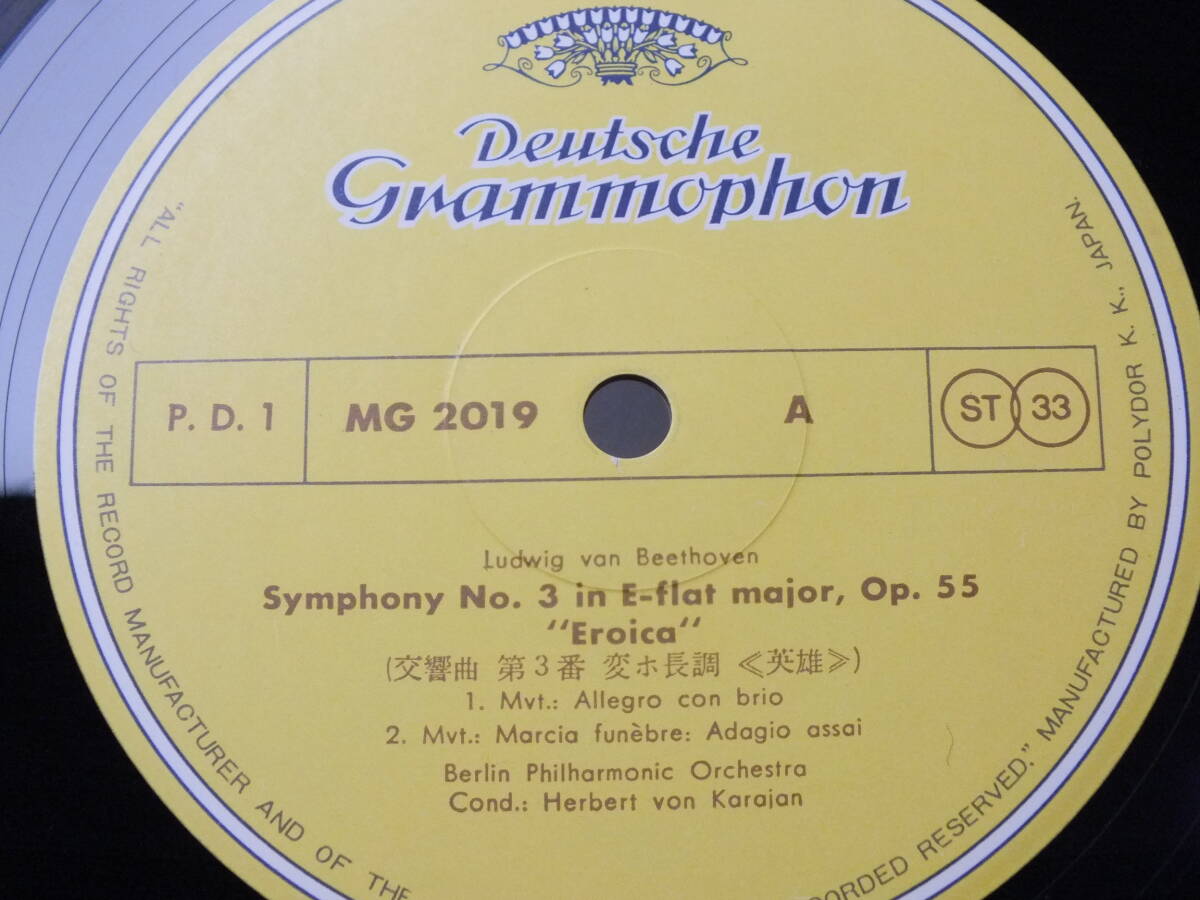 Deutsche
Grammophon
P. D. 1 MG 2019 A ST 33
Ludwig van Beethoven
Symphony No. 3 in E-flat major, Op. 55
"Eroica"
(交響曲 第3番 変ホ長調 ≪英雄≫)
1. Mvt.: Allegro con brio
2. Mvt.: Marcia funèbre: Adagio assai
Berlin Philharmonic Orchestra
Cond.: Herbert von Karajan
"ALL RIGHTS OF THE RECORD MANUFACTURER AND OF THE
RECORDED RESERVED." MANUFACTURED BY POLYDOR K. K., JAPAN.